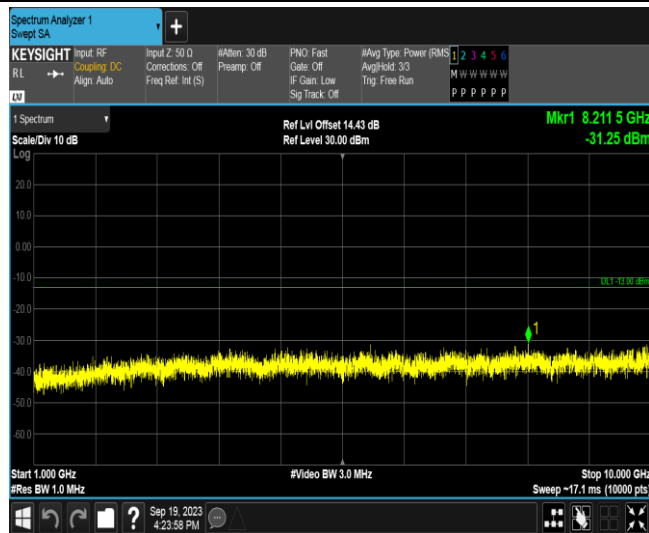 Spectrum Analyzer 1
Swept SA
+
KEYSIGHT
RL
LXI
Input: RF
Coupling: DC
Align: Auto
Input Z: 50 Ω
Corrections: Off
Freq Ref: Int (S)
#Atten: 30 dB
Preamp: Off
PNO: Fast
Gate: Off
IF Gain: Low
Sig Track: Off
#Avg Type: Power (RMS
Avg|Hold: 3/3
Trig: Free Run
1 2 3 4 5 6
M W W W W W
P P P P P P
1 Spectrum
Scale/Div 10 dB
Ref Lvl Offset 14.43 dB
Ref Level 30.00 dBm
Mkr1 8.211 5 GHz
-31.25 dBm
Log
20.0
10.0
0.00
-10.0
DL1 -13.00 dBm
-20.0
-30.0
1
-40.0
-50.0
-60.0
Start 1.000 GHz
#Video BW 3.0 MHz
Stop 10.000 GHz
#Res BW 1.0 MHz
Sweep ~17.1 ms (10000 pts)
?
Sep 19, 2023
4:23:58 PM